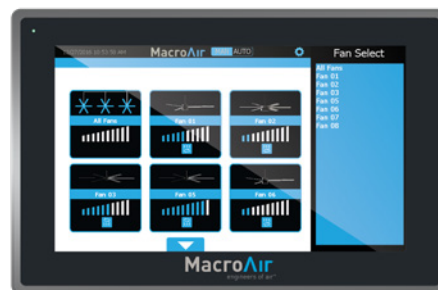 MacroAir
AUTO
Fan Select
All Fans
Fan 01
Fan 02
Fan 03
Fan 05
Fan 06
Fan 07
Fan 08
All Fans
Fan 01
Fan 02
Fan 03
Fan 05
Fan 06
MacroAir
engineers of air